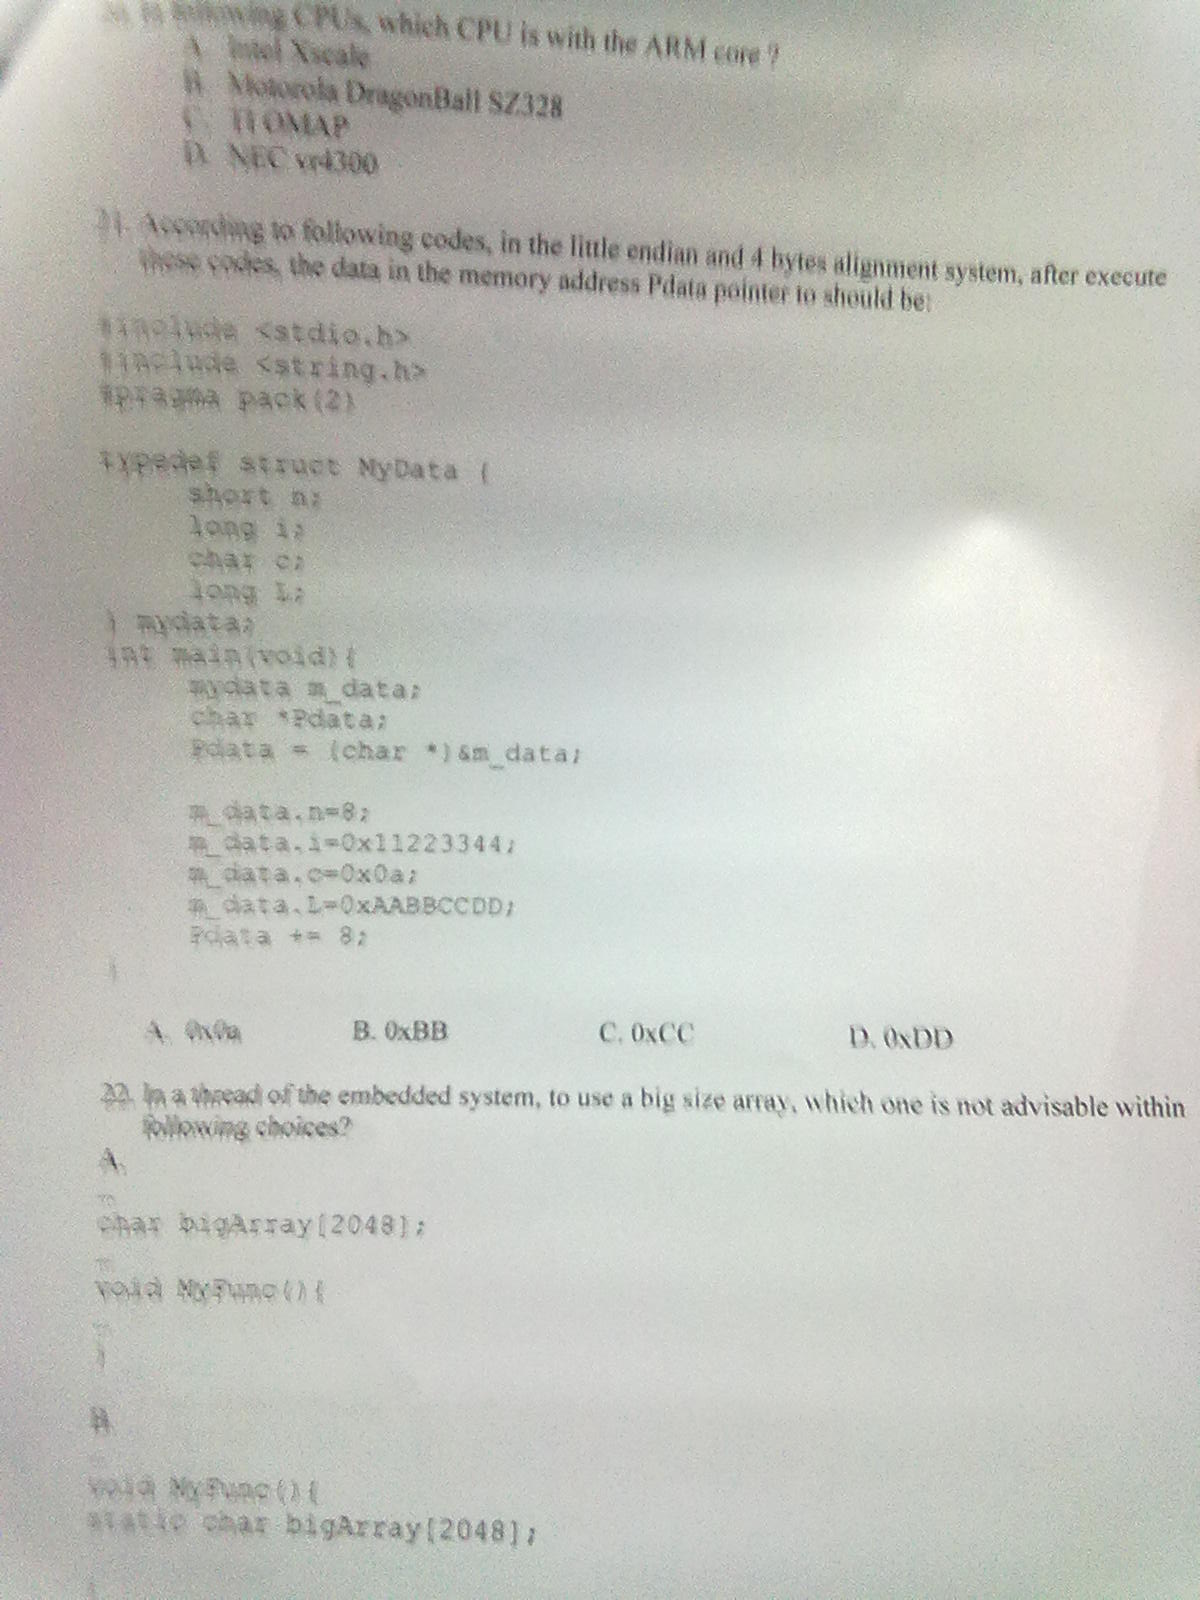 following CPUs, which CPU is with the ARM core ?
A. Intel Xscale
B. Motorola DragonBall SZ328
C. TI OMAP
D. NEC vr4300
21. According to following codes, in the little endian and 4 bytes alignment system, after execute
these codes, the data in the memory address Pdata pointer to should be:
#include <stdio.h>
#include <string.h>
#pragma pack(2)
typedef struct MyData {
short n;
long i;
char c;
long L;
} mydata;
int main(void){
mydata m_data;
char *Pdata;
Pdata = (char *)&m_data;
m_data.n=8;
m_data.i=0x11223344;
m_data.c=0x0a;
m_data.L=0xAABBCCDD;
Pdata += 8;
}
A. 0x0a B. 0xBB C. 0xCC D. 0xDD
22. In a thread of the embedded system, to use a big size array, which one is not advisable within
following choices?
A.
char bigArray[2048];
void MyFunc(){
}
B.
void MyFunc(){
static char bigArray[2048];